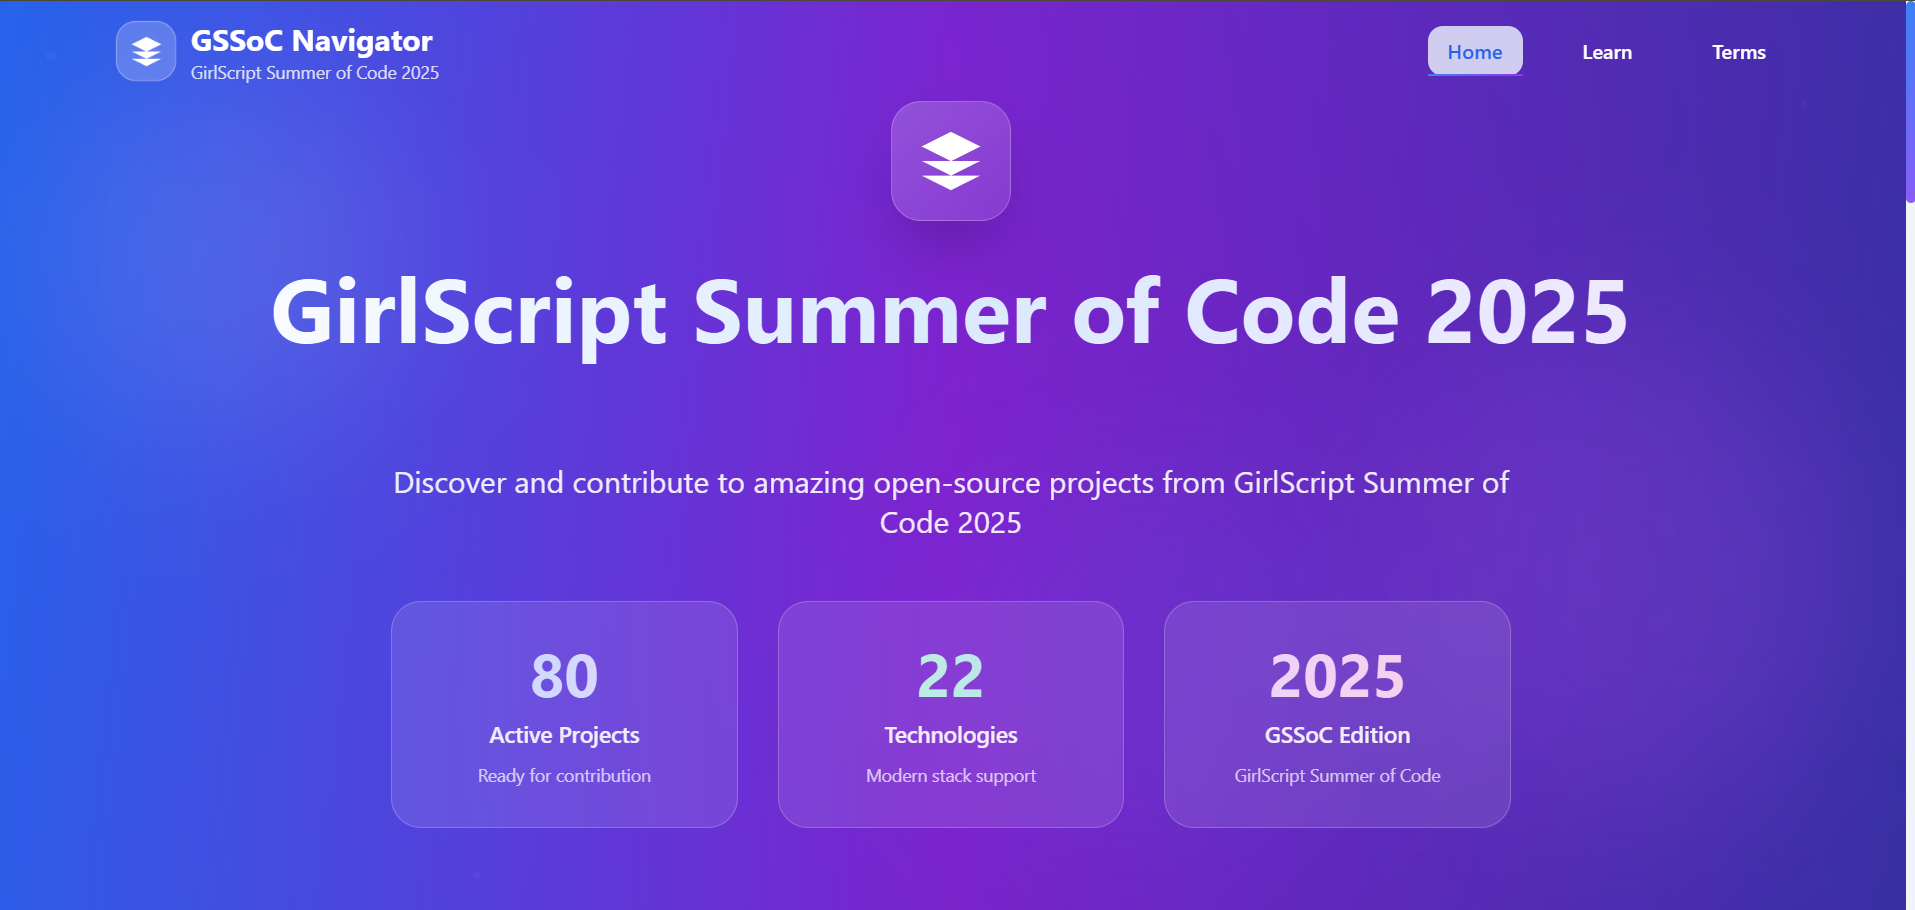 GSSoC Navigator
GirlScript Summer of Code 2025
Home
Learn
Terms
GirlScript Summer of Code 2025
Discover and contribute to amazing open-source projects from GirlScript Summer of
Code 2025
80
Active Projects
Ready for contribution
22
Technologies
Modern stack support
2025
GSSoC Edition
GirlScript Summer of Code